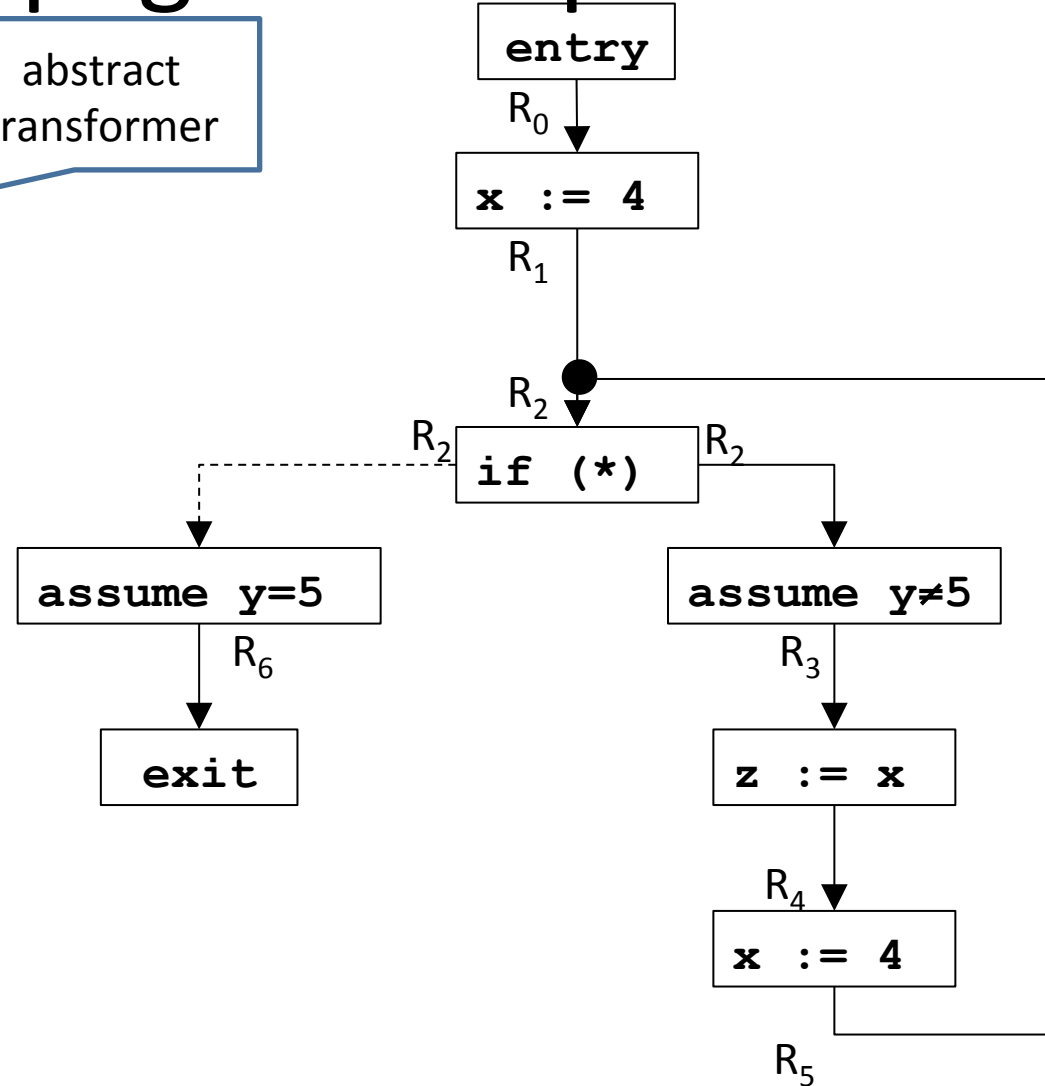 abstract
ransformer
entry
R₀
x := 4
R₁
R₂
R₂
if (*)
R₂
assume y=5
assume y≠5
R₆
R₃
exit
z := x
R₄
x := 4
R₅